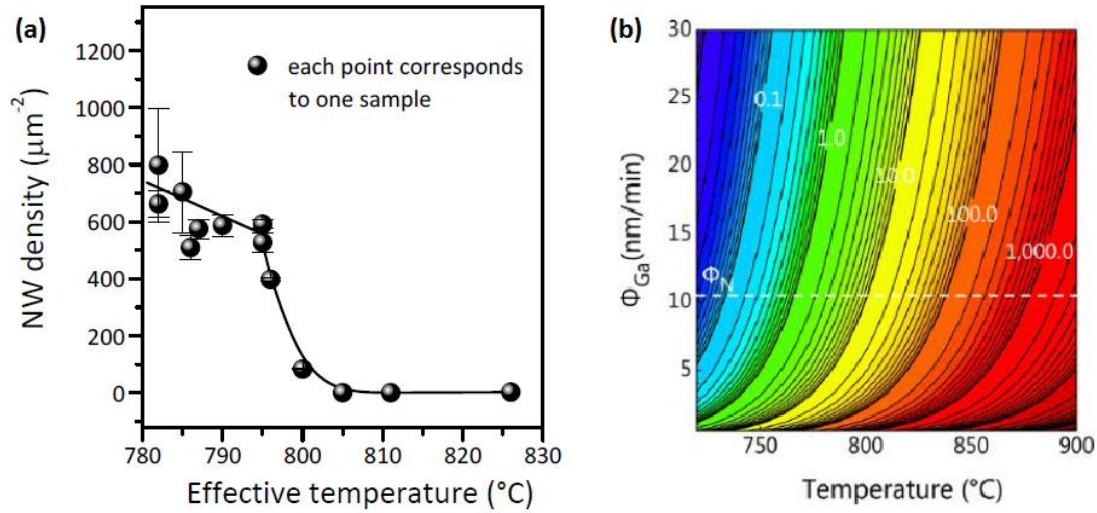 (a)
NW density (μm⁻²)
1200
1000
800
600
400
200
0
each point corresponds
to one sample
780 790 800 810 820 830
Effective temperature (°C)
(b)
Φ_Ga(nm/min)
30
25
20
15
10
5
0.1
1.0
10.0
100.0
1,000.0
Φ_N
750 800 850 900
Temperature (°C)